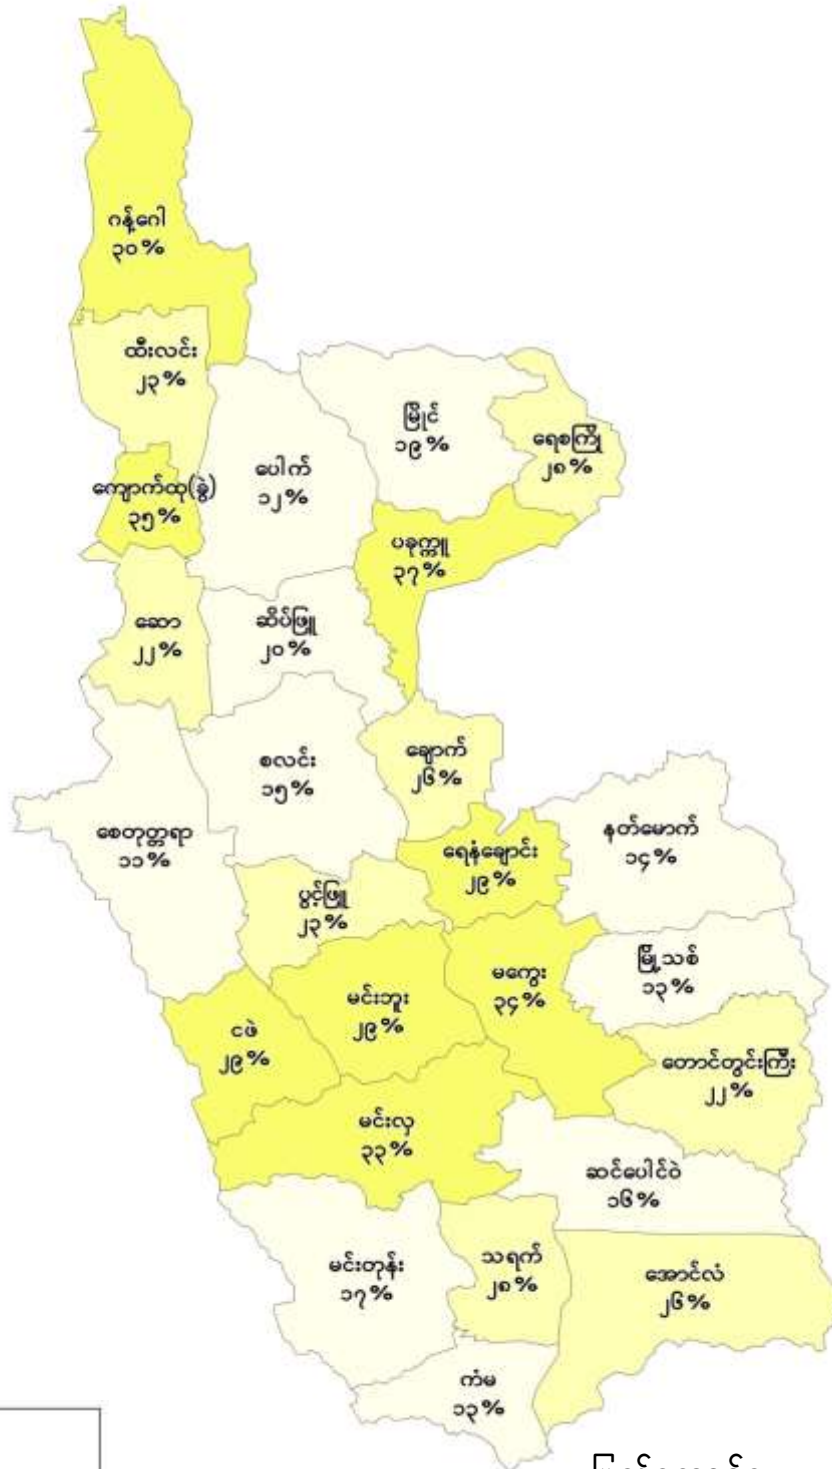 ဂန့်ဂေါ
၃၀%
ထီးလင်း
၂၃%
မြိုင်
၁၉%
ရေစကြို
၂၈%
ပေါက်
၁၂%
ကျောက်ထု(ခွဲ)
၃၅%
ပခုက္ကူ
၃၇%
ဆော
၂၂%
ဆိပ်ဖြူ
၂၀%
စလင်း
၁၅%
ချောက်
၂၆%
စေတုတ္တရာ
၁၁%
ရေနံချောင်း
၂၉%
နတ်မောက်
၁၄%
ပွင့်ဖြူ
၂၃%
မြို့သစ်
၁၃%
မကွေး
၃၄%
မင်းဘူး
၂၉%
ငဖဲ
၂၉%
တောင်တွင်းကြီး
၂၂%
မင်းလှ
၃၃%
ဆင်ပေါင်ဝဲ
၁၆%
မင်းတုန်း
၁၇%
သရက်
၂၈%
အောင်လံ
၂၆%
ကံမ
၁၃%